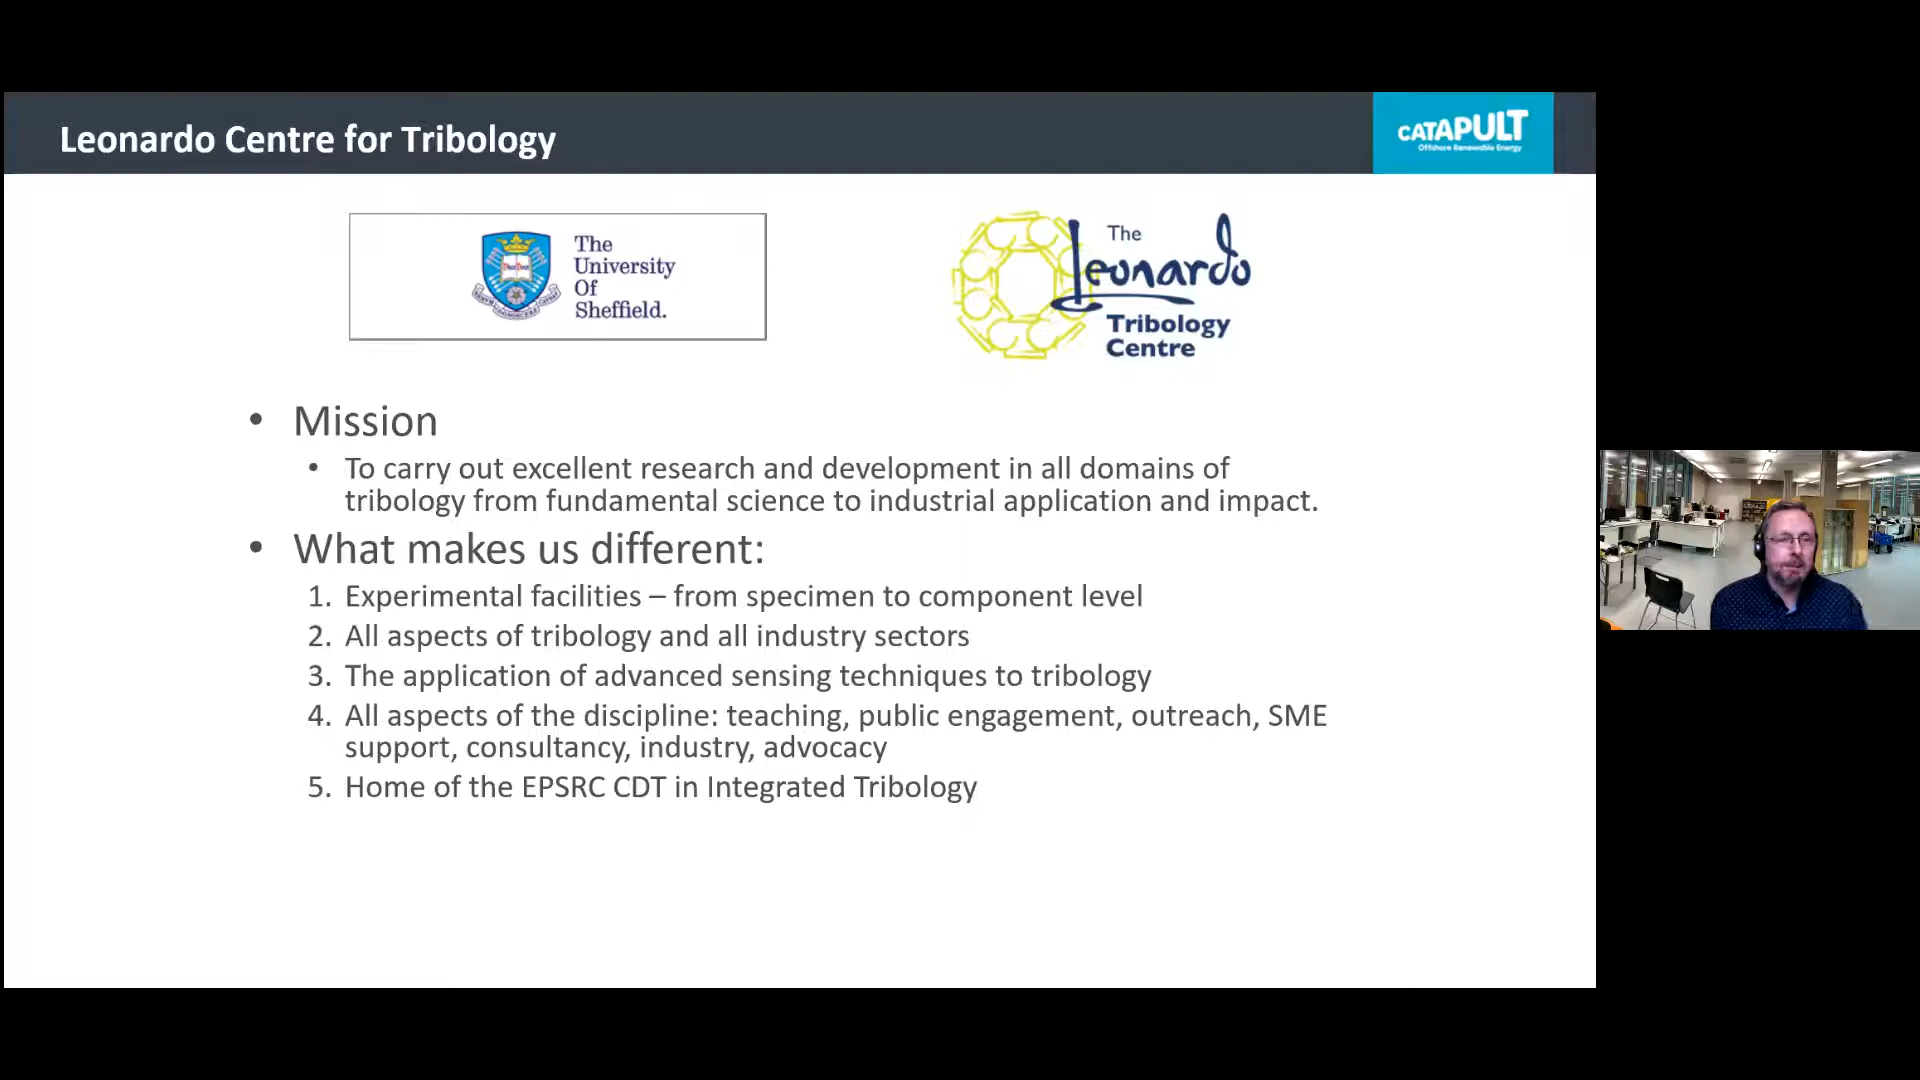 Leonardo Centre for Tribology
CATAPULT
Offshore Renewable Energy
The
University
Of
Sheffield.
The
Leonardo
Tribology
Centre
• Mission
• To carry out excellent research and development in all domains of
tribology from fundamental science to industrial application and impact.
• What makes us different:
1. Experimental facilities – from specimen to component level
2. All aspects of tribology and all industry sectors
3. The application of advanced sensing techniques to tribology
4. All aspects of the discipline: teaching, public engagement, outreach, SME
support, consultancy, industry, advocacy
5. Home of the EPSRC CDT in Integrated Tribology